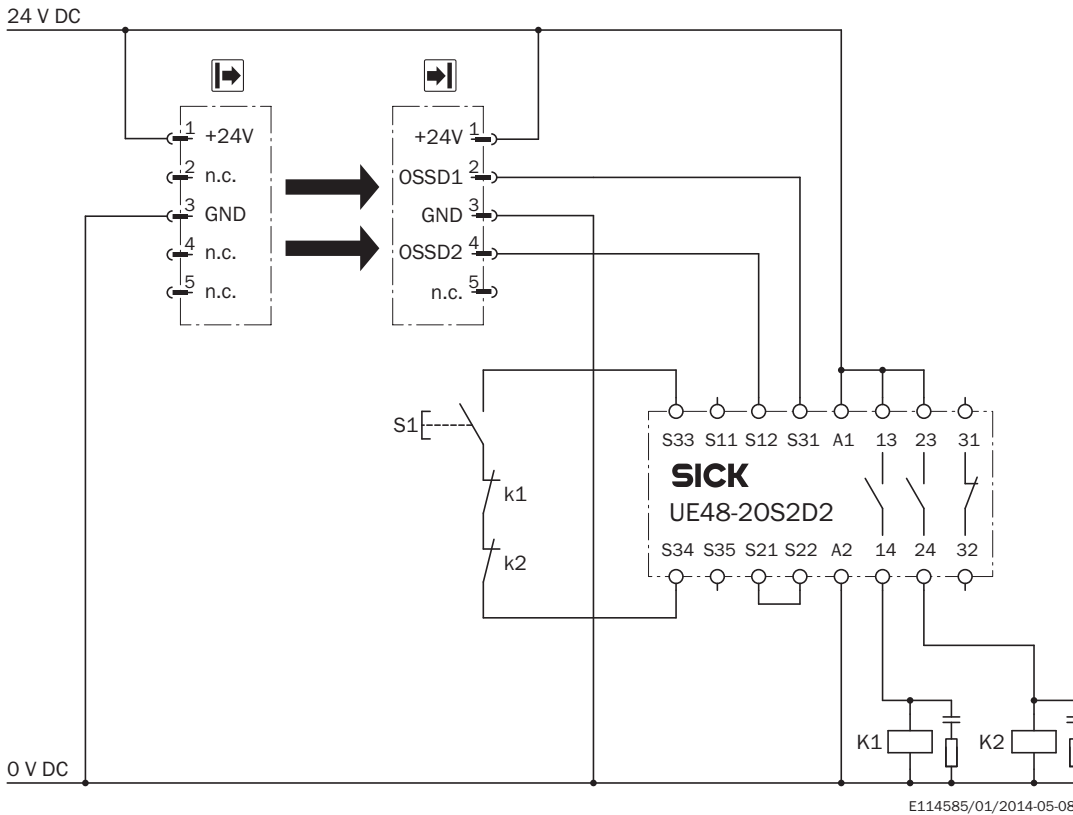 24 V DC
1 +24V
2 n.c.
3 GND
4 n.c.
5 n.c.
+24V 1
OSSD1 2
GND 3
OSSD2 4
n.c. 5
S1
k1
k2
S33 S11 S12 S31 A1 13 23 31
SICK
UE48-20S2D2
S34 S35 S21 S22 A2 14 24 32
K1
K2
0 V DC
E114585/01/2014-05-08